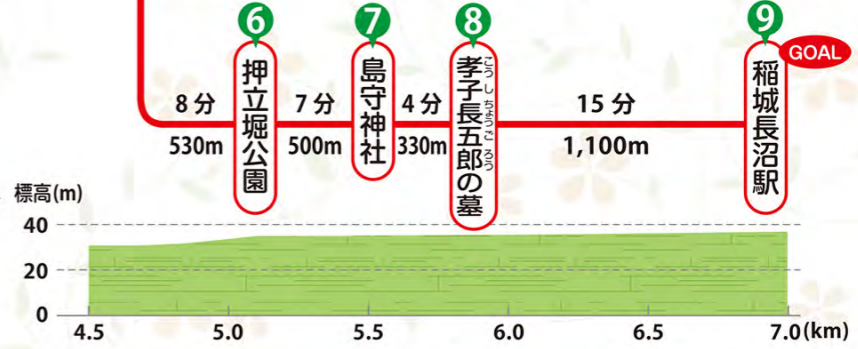 6
7
8
9
GOAL
押立堀公園
島守神社
孝子長五郎の墓
こうしちょうごろう
稲城長沼駅
8分
7分
4分
15分
530m
500m
330m
1,100m
標高(m)
40
20
0
4.5
5.0
5.5
6.0
6.5
7.0(km)